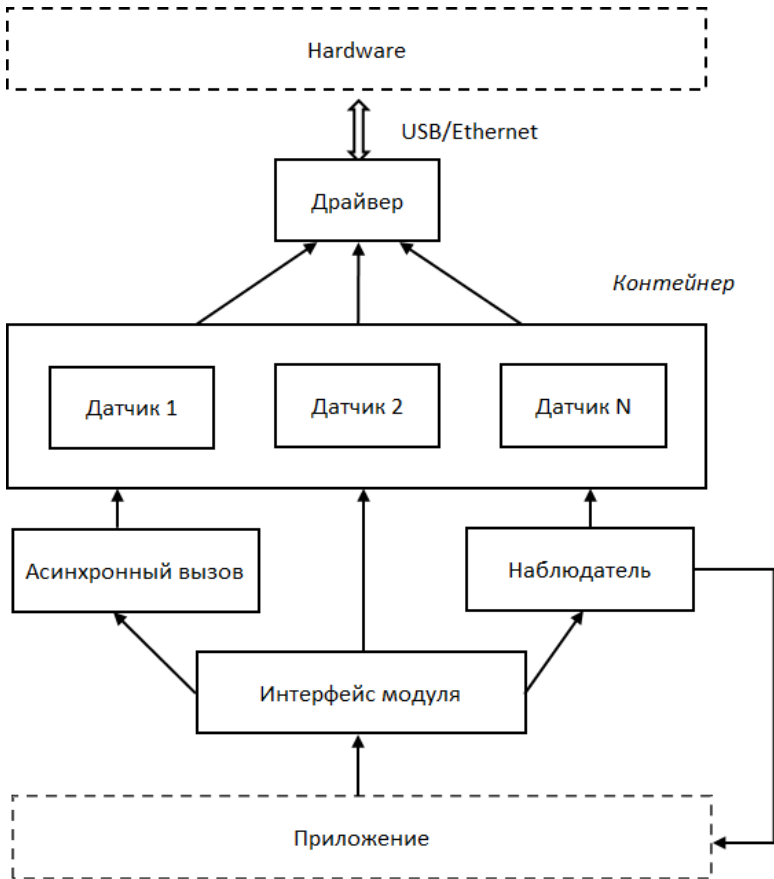 Hardware
USB/Ethernet
Драйвер
Контейнер
Датчик 1
Датчик 2
Датчик N
Асинхронный вызов
Наблюдатель
Интерфейс модуля
Приложение